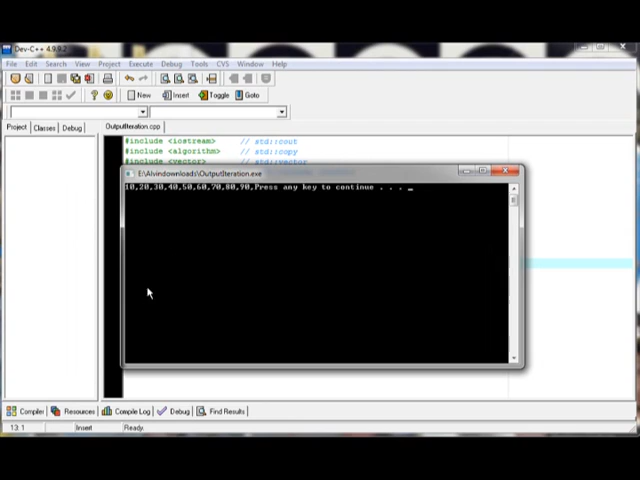 Dev-C++ 4.9.9.2
File Edit Search View Project Execute Debug Tools CVS Window Help
New Insert Toggle Goto
Project Classes Debug OutputIteration.cpp
#include <iostream> // std::cout
#include <algorithm> // std::copy
#include <vector> // std::vector
E:\Alvindownloads\OutputIteration.exe
10,20,30,40,50,60,70,80,90,Press any key to continue . . . _
Compiler Resources Compile Log Debug Find Results
13: 1 Insert Ready.